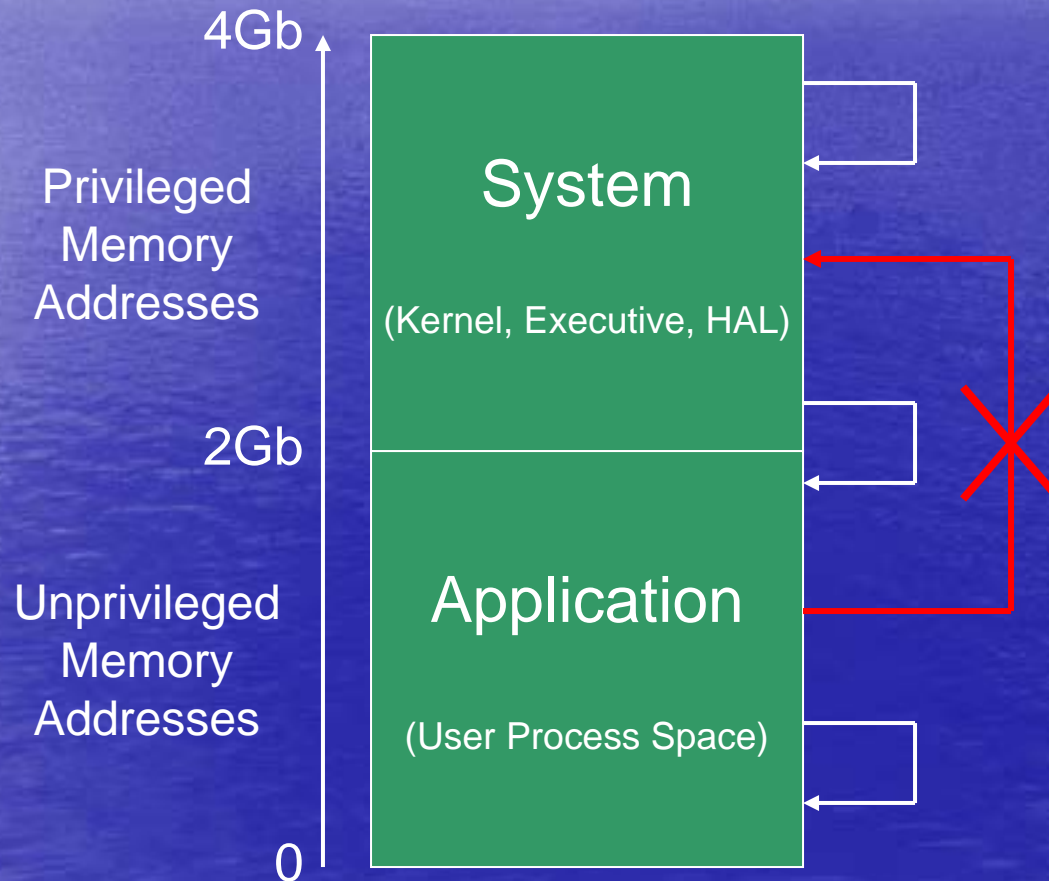 4Gb
Privileged
Memory
Addresses
System
(Kernel, Executive, HAL)
2Gb
Unprivileged
Memory
Addresses
Application
(User Process Space)
0